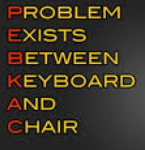 PROBLEM
EXISTS
BETWEEN
KEYBOARD
AND
CHAIR